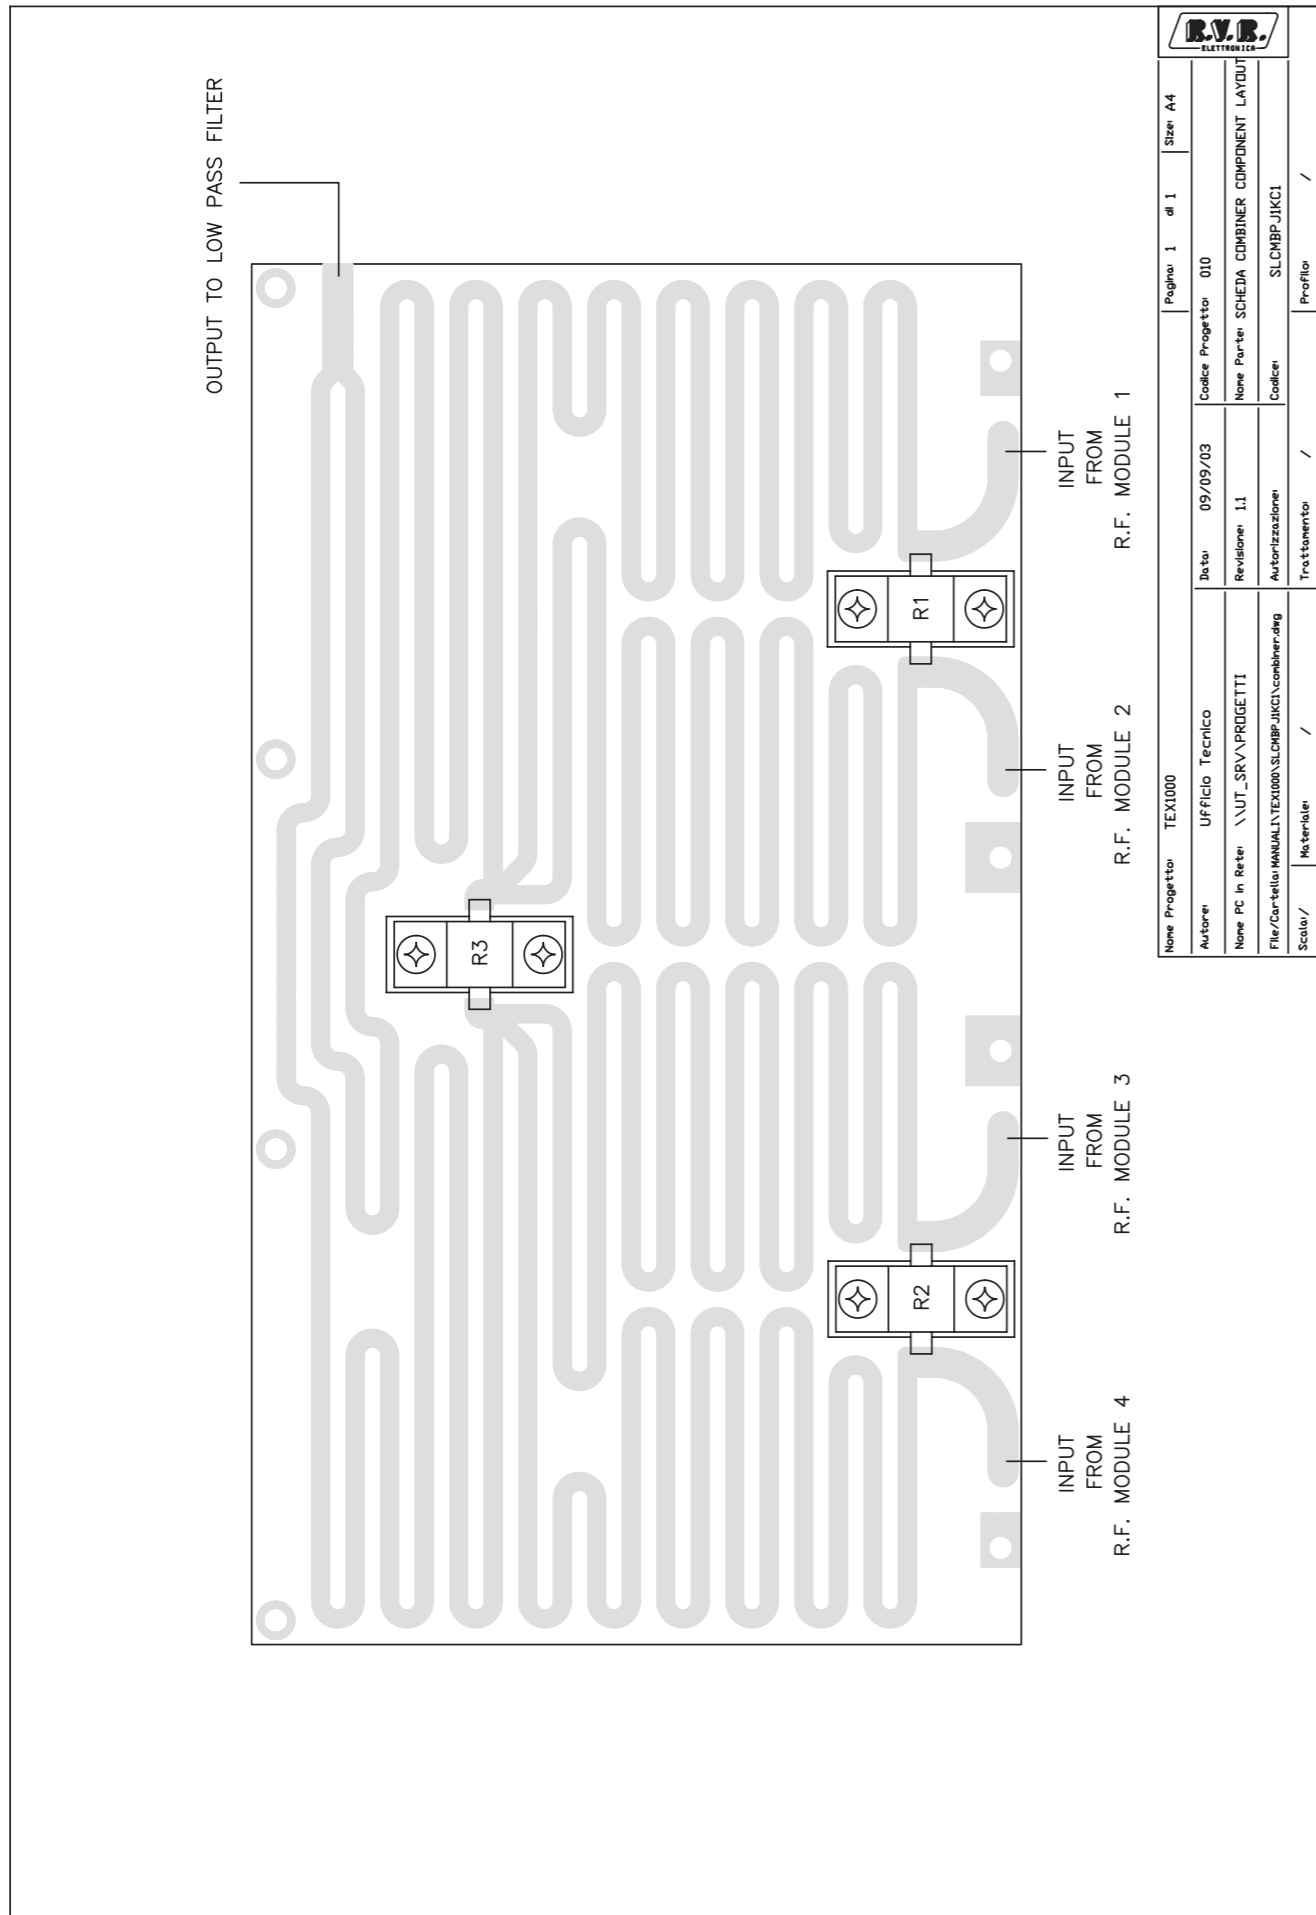 OUTPUT TO LOW PASS FILTER
R3
R2
R1
INPUT
FROM
R.F. MODULE 4
INPUT
FROM
R.F. MODULE 3
INPUT
FROM
R.F. MODULE 2
INPUT
FROM
R.F. MODULE 1
Nome Progetto: TEX1000
Pagina: 1 di 1
Size: A4
R.V.R.
ELETTRONICA
Autore: Ufficio Tecnico
Data: 09/09/03
Codice Progetto: 010
Nome PC in Rete: \\UT_SRV\PROGETTI
Revisione: 1.1
Nome Parte: SCHEDA COMBINER COMPONENT LAYOUT
File/Cartella: MANUALI\TEX1000\SLCMBPJ1KC1\combiner.dwg
Autorizzazione:
Codice: SLCMBPJ1KC1
Scala: /
Materiale: /
Trattamento: /
Profilo: /